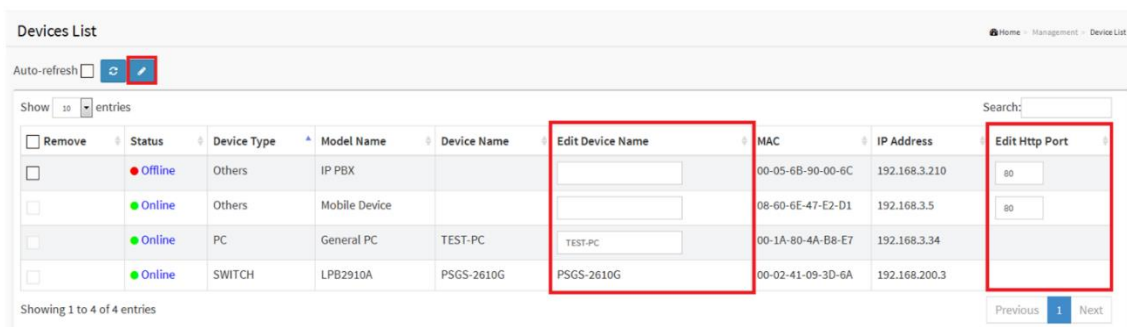 Devices List
Home > Management > Device List
Auto-refresh
Show 10 entries
Search:
Remove Status Device Type Model Name Device Name Edit Device Name MAC IP Address Edit Http Port
Offline Others IP PBX 00-05-6B-90-00-6C 192.168.3.210 80
Online Others Mobile Device 08-60-6E-47-E2-D1 192.168.3.5 80
Online PC General PC TEST-PC TEST-PC 00-1A-80-4A-B8-E7 192.168.3.34
Online SWITCH LPB2910A PSGS-2610G PSGS-2610G 00-02-41-09-3D-6A 192.168.200.3
Showing 1 to 4 of 4 entries
Previous 1 Next